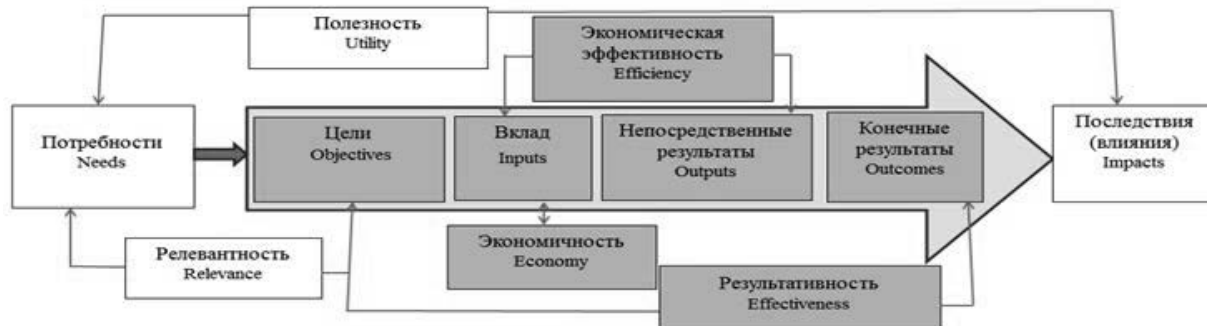 Полезность
Utility
Экономическая
эффективность
Efficiency
Потребности
Needs
Цели
Objectives
Вклад
Inputs
Непосредственные
результаты
Outputs
Конечные
результаты
Outcomes
Последствия
(влияния)
Impacts
Релевантность
Relevance
Экономичность
Economy
Результативность
Effectiveness